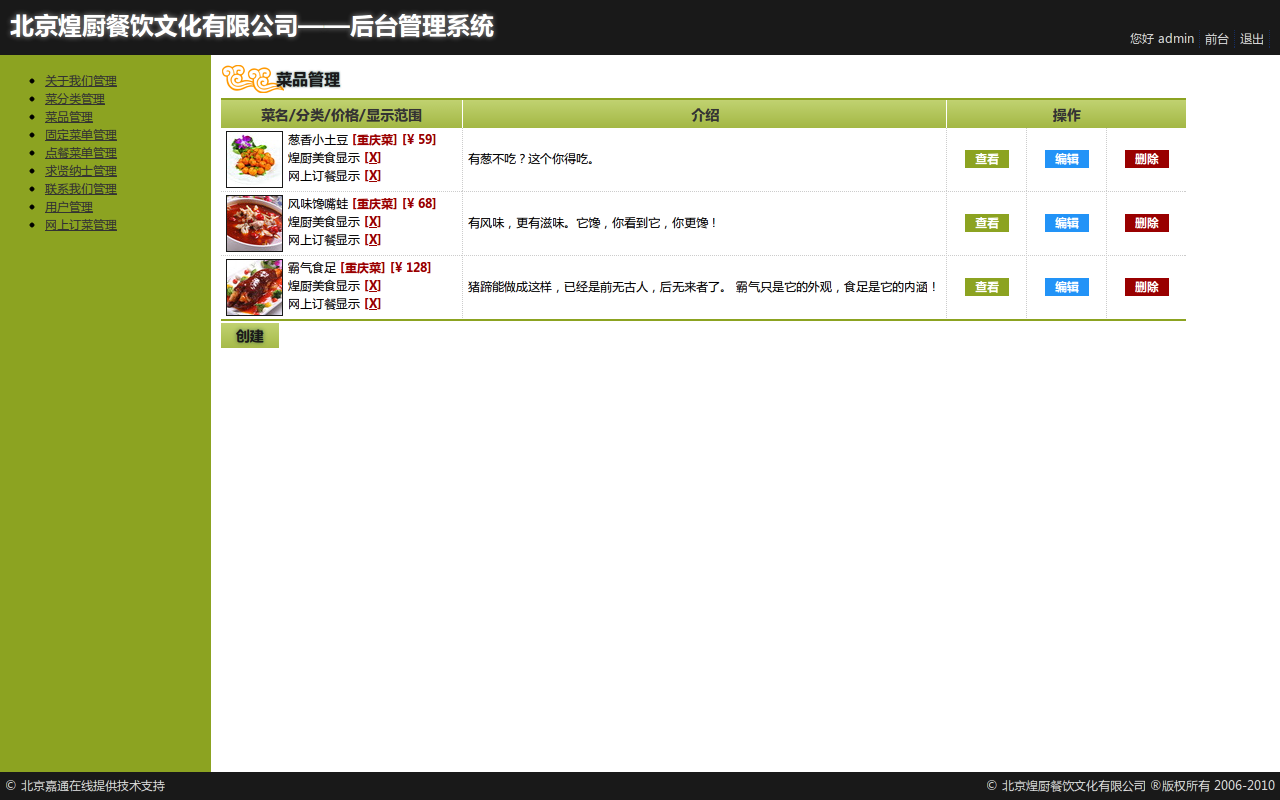 北京煌厨餐饮文化有限公司——后台管理系统
您好 admin 前台 退出
关于我们管理
菜分类管理
菜品管理
固定菜单管理
点餐菜单管理
求贤纳士管理
联系我们管理
用户管理
网上订菜管理
菜品管理
菜名/分类/价格/显示范围 介绍 操作
葱香小土豆 [重庆菜] [¥ 59]
煌厨美食显示 [X]
网上订餐显示 [X]
有葱不吃？这个你得吃。
查看 编辑 删除
风味馋嘴蛙 [重庆菜] [¥ 68]
煌厨美食显示 [X]
网上订餐显示 [X]
有风味，更有滋味。它馋，你看到它，你更馋！
查看 编辑 删除
霸气食足 [重庆菜] [¥ 128]
煌厨美食显示 [X]
网上订餐显示 [X]
猪蹄能做成这样，已经是前无古人，后无来者了。 霸气只是它的外观，食足是它的内涵！
查看 编辑 删除
创建
© 北京嘉通在线提供技术支持
© 北京煌厨餐饮文化有限公司 ®版权所有 2006-2010